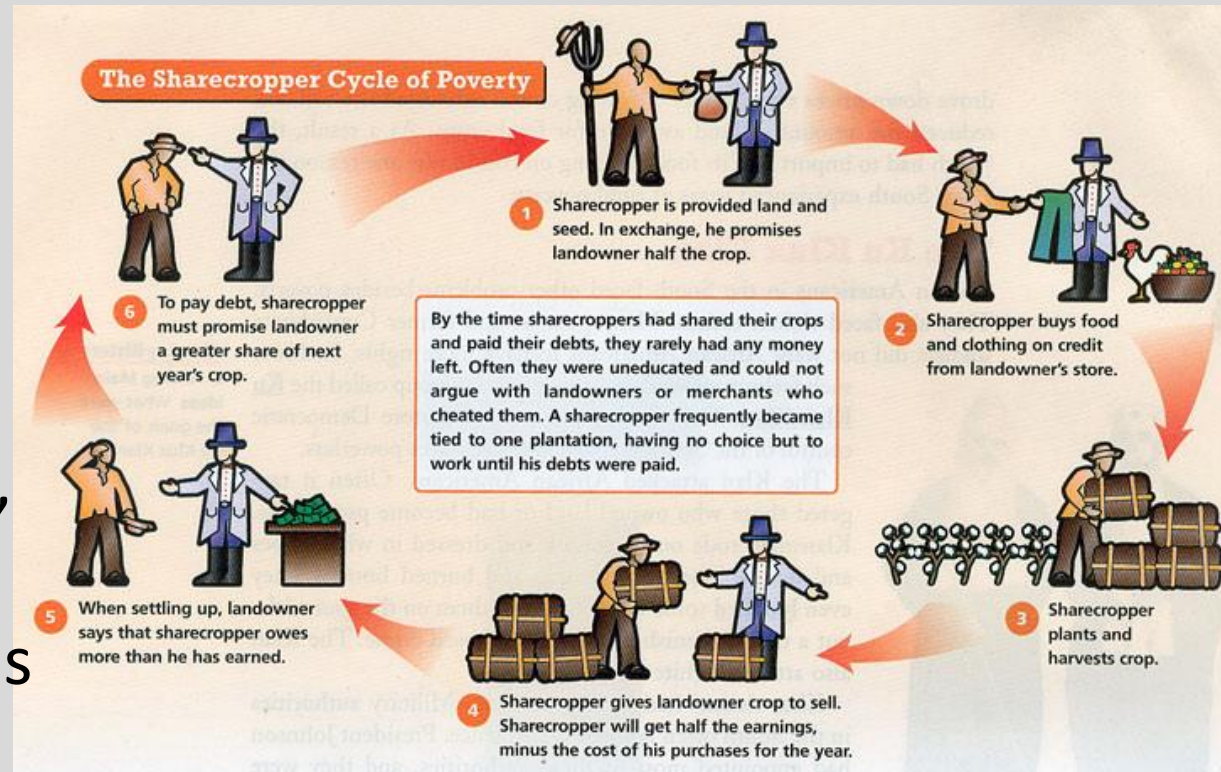 The Sharecropper Cycle of Poverty
1 Sharecropper is provided land and
seed. In exchange, he promises
landowner half the crop.
2 Sharecropper buys food
and clothing on credit
from landowner's store.
3 Sharecropper
plants and
harvests crop.
4 Sharecropper gives landowner crop to sell.
Sharecropper will get half the earnings,
minus the cost of his purchases for the year.
5 When settling up, landowner
says that sharecropper owes
more than he has earned.
6 To pay debt, sharecropper
must promise landowner
a greater share of next
year's crop.
By the time sharecroppers had shared their crops
and paid their debts, they rarely had any money
left. Often they were uneducated and could not
argue with landowners or merchants who
cheated them. A sharecropper frequently became
tied to one plantation, having no choice but to
work until his debts were paid.
s